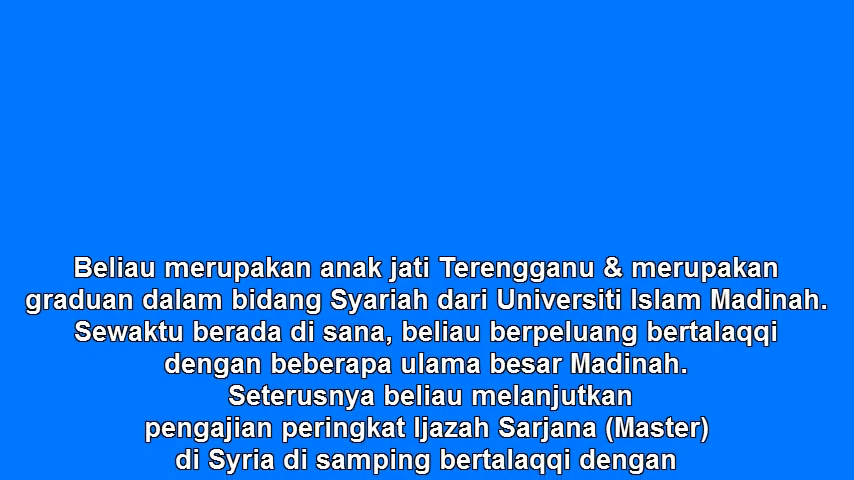 Beliau merupakan anak jati Terengganu & merupakan
graduan dalam bidang Syariah dari Universiti Islam Madinah.
Sewaktu berada di sana, beliau berpeluang bertalaqqi
dengan beberapa ulama besar Madinah.
Seterusnya beliau melanjutkan
pengajian peringkat Ijazah Sarjana (Master)
di Syria di samping bertalaqqi dengan